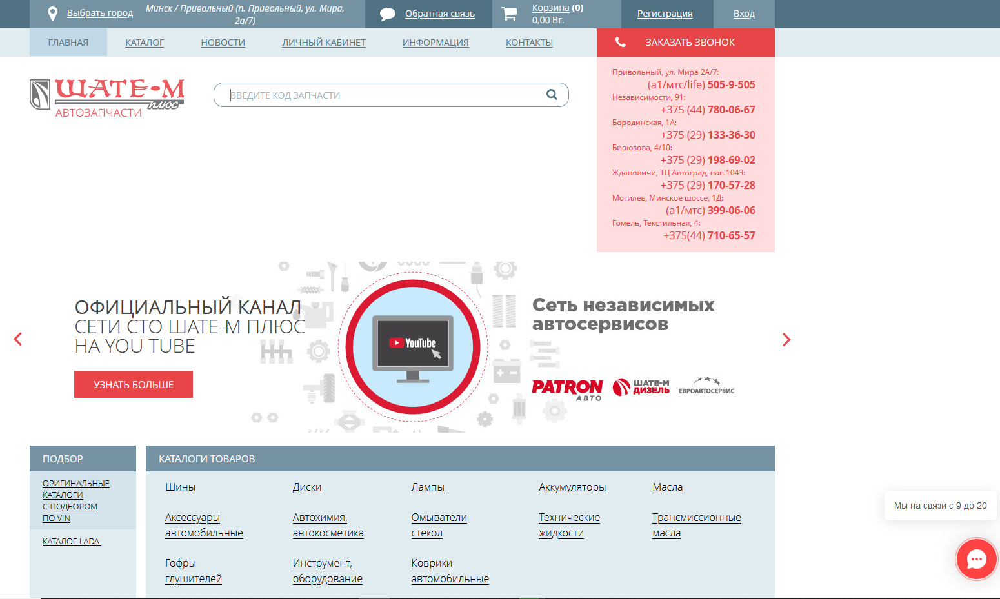 Выбрать город
Минск / Привольный (п. Привольный, ул. Мира,
2а/7)
Обратная связь
Корзина (0)
0,00 Br.
Регистрация
Вход
ГЛАВНАЯ
КАТАЛОГ
НОВОСТИ
ЛИЧНЫЙ КАБИНЕТ
ИНФОРМАЦИЯ
КОНТАКТЫ
ЗАКАЗАТЬ ЗВОНОК
ШАТЕ-М
плюс
АВТОЗАПЧАСТИ
ВВЕДИТЕ КОД ЗАПЧАСТИ
Привольный, ул. Мира 2А/7:
(а1/мтс/life) 505-9-505
Независимости, 91:
+375 (44) 780-06-67
Бородинская, 1А:
+375 (29) 133-36-30
Бирюзова, 4/10:
+375 (29) 198-69-02
Ждановичи, ТЦ Автоград, пав.1043:
+375 (29) 170-57-28
Могилев, Минское шоссе, 1Д:
(а1/мтс) 399-06-06
Гомель, Текстильная, 4:
+375(44) 710-65-57
ОФИЦИАЛЬНЫЙ КАНАЛ
СЕТИ СТО ШАТЕ-М ПЛЮС
НА YOU TUBE
УЗНАТЬ БОЛЬШЕ
YouTube
Сеть независимых
автосервисов
PATRON
АВТО
ШАТЕ-М
ДИЗЕЛЬ
ЕВРОАВТОСЕРВИС
ПОДБОР
ОРИГИНАЛЬНЫЕ
КАТАЛОГИ
С ПОДБОРОМ
ПО VIN
КАТАЛОГ LADA
КАТАЛОГИ ТОВАРОВ
Шины
Диски
Лампы
Аккумуляторы
Масла
Аксессуары
автомобильные
Автохимия,
автокосметика
Омыватели
стекол
Технические
жидкости
Трансмиссионные
масла
Гофры
глушителей
Инструмент,
оборудование
Коврики
автомобильные
Мы на связи с 9 до 20